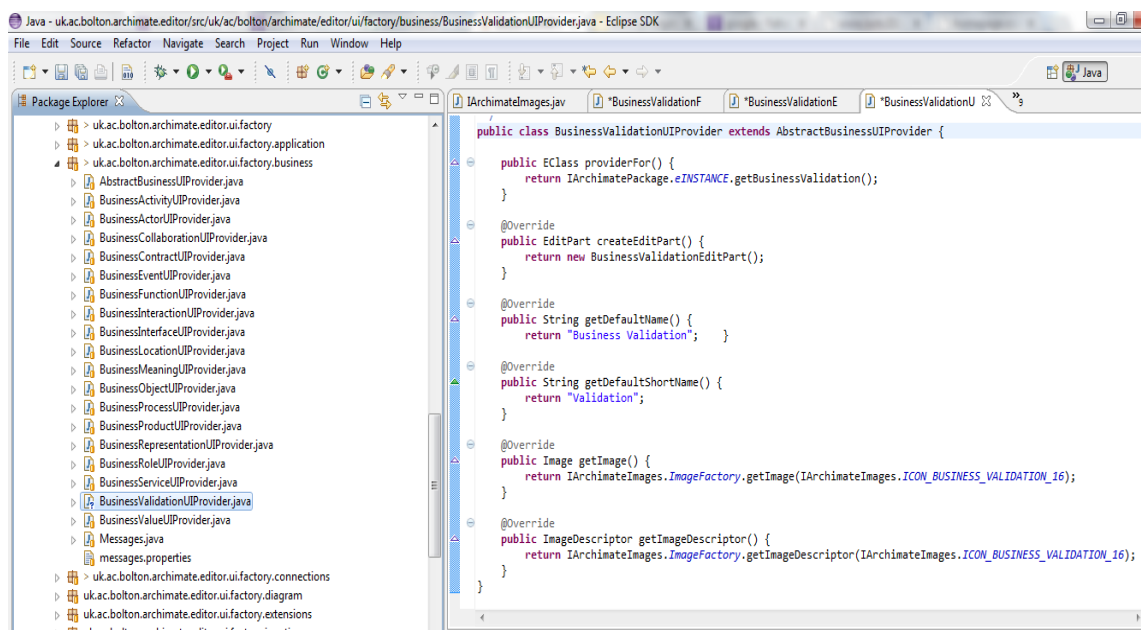 Java - uk.ac.bolton.archimate.editor/src/uk/ac/bolton/archimate/editor/ui/factory/business/BusinessValidationUIProvider.java - Eclipse SDK
File Edit Source Refactor Navigate Search Project Run Window Help
Java
Package Explorer
IArchimateImages.jav *BusinessValidationF *BusinessValidationE *BusinessValidationU »9
> uk.ac.bolton.archimate.editor.ui.factory
> uk.ac.bolton.archimate.editor.ui.factory.application
> uk.ac.bolton.archimate.editor.ui.factory.business
AbstractBusinessUIProvider.java
BusinessActivityUIProvider.java
BusinessActorUIProvider.java
BusinessCollaborationUIProvider.java
BusinessContractUIProvider.java
BusinessEventUIProvider.java
BusinessFunctionUIProvider.java
BusinessInteractionUIProvider.java
BusinessInterfaceUIProvider.java
BusinessLocationUIProvider.java
BusinessMeaningUIProvider.java
BusinessObjectUIProvider.java
BusinessProcessUIProvider.java
BusinessProductUIProvider.java
BusinessRepresentationUIProvider.java
BusinessRoleUIProvider.java
BusinessServiceUIProvider.java
BusinessValidationUIProvider.java
BusinessValueUIProvider.java
Messages.java
messages.properties
> uk.ac.bolton.archimate.editor.ui.factory.connections
uk.ac.bolton.archimate.editor.ui.factory.diagram
uk.ac.bolton.archimate.editor.ui.factory.extensions
public class BusinessValidationUIProvider extends AbstractBusinessUIProvider {
public EClass providerFor() {
return IArchimatePackage.eINSTANCE.getBusinessValidation();
}
@Override
public EditPart createEditPart() {
return new BusinessValidationEditPart();
}
@Override
public String getDefaultName() {
return "Business Validation"; }
@Override
public String getDefaultShortName() {
return "Validation";
}
@Override
public Image getImage() {
return IArchimateImages.ImageFactory.getImage(IArchimateImages.ICON_BUSINESS_VALIDATION_16);
}
@Override
public ImageDescriptor getImageDescriptor() {
return IArchimateImages.ImageFactory.getImageDescriptor(IArchimateImages.ICON_BUSINESS_VALIDATION_16);
}
}